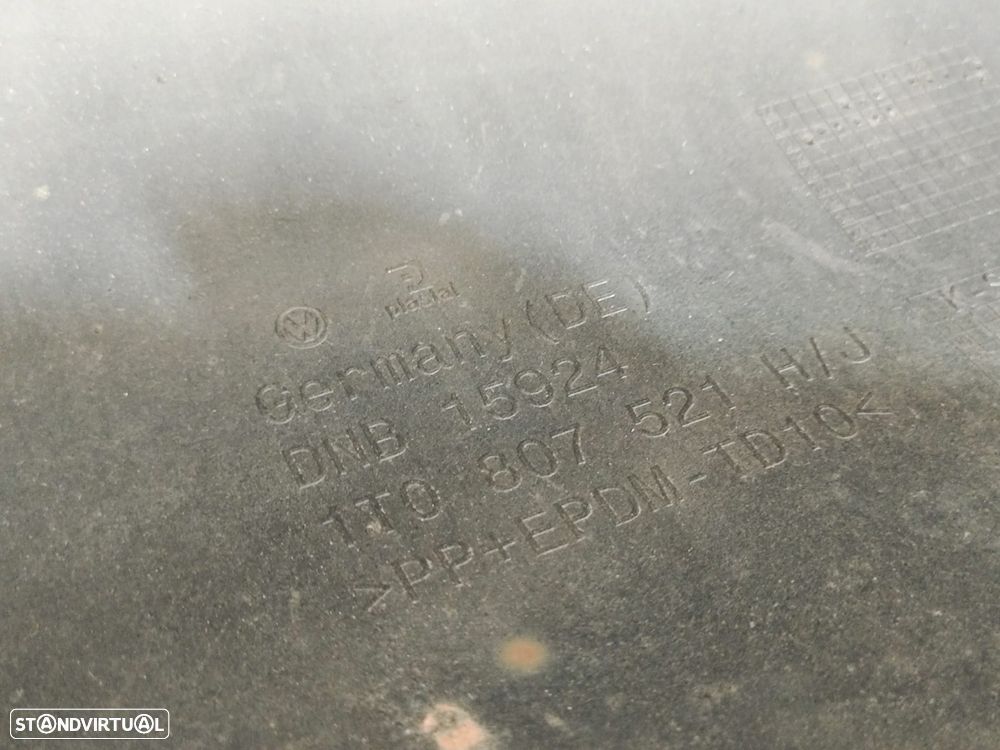 plastal
Germany (DE)
DNB 15924
1T0 807 521 H/J
>PP+EPDM-TD10<
STANDVIRTUAL